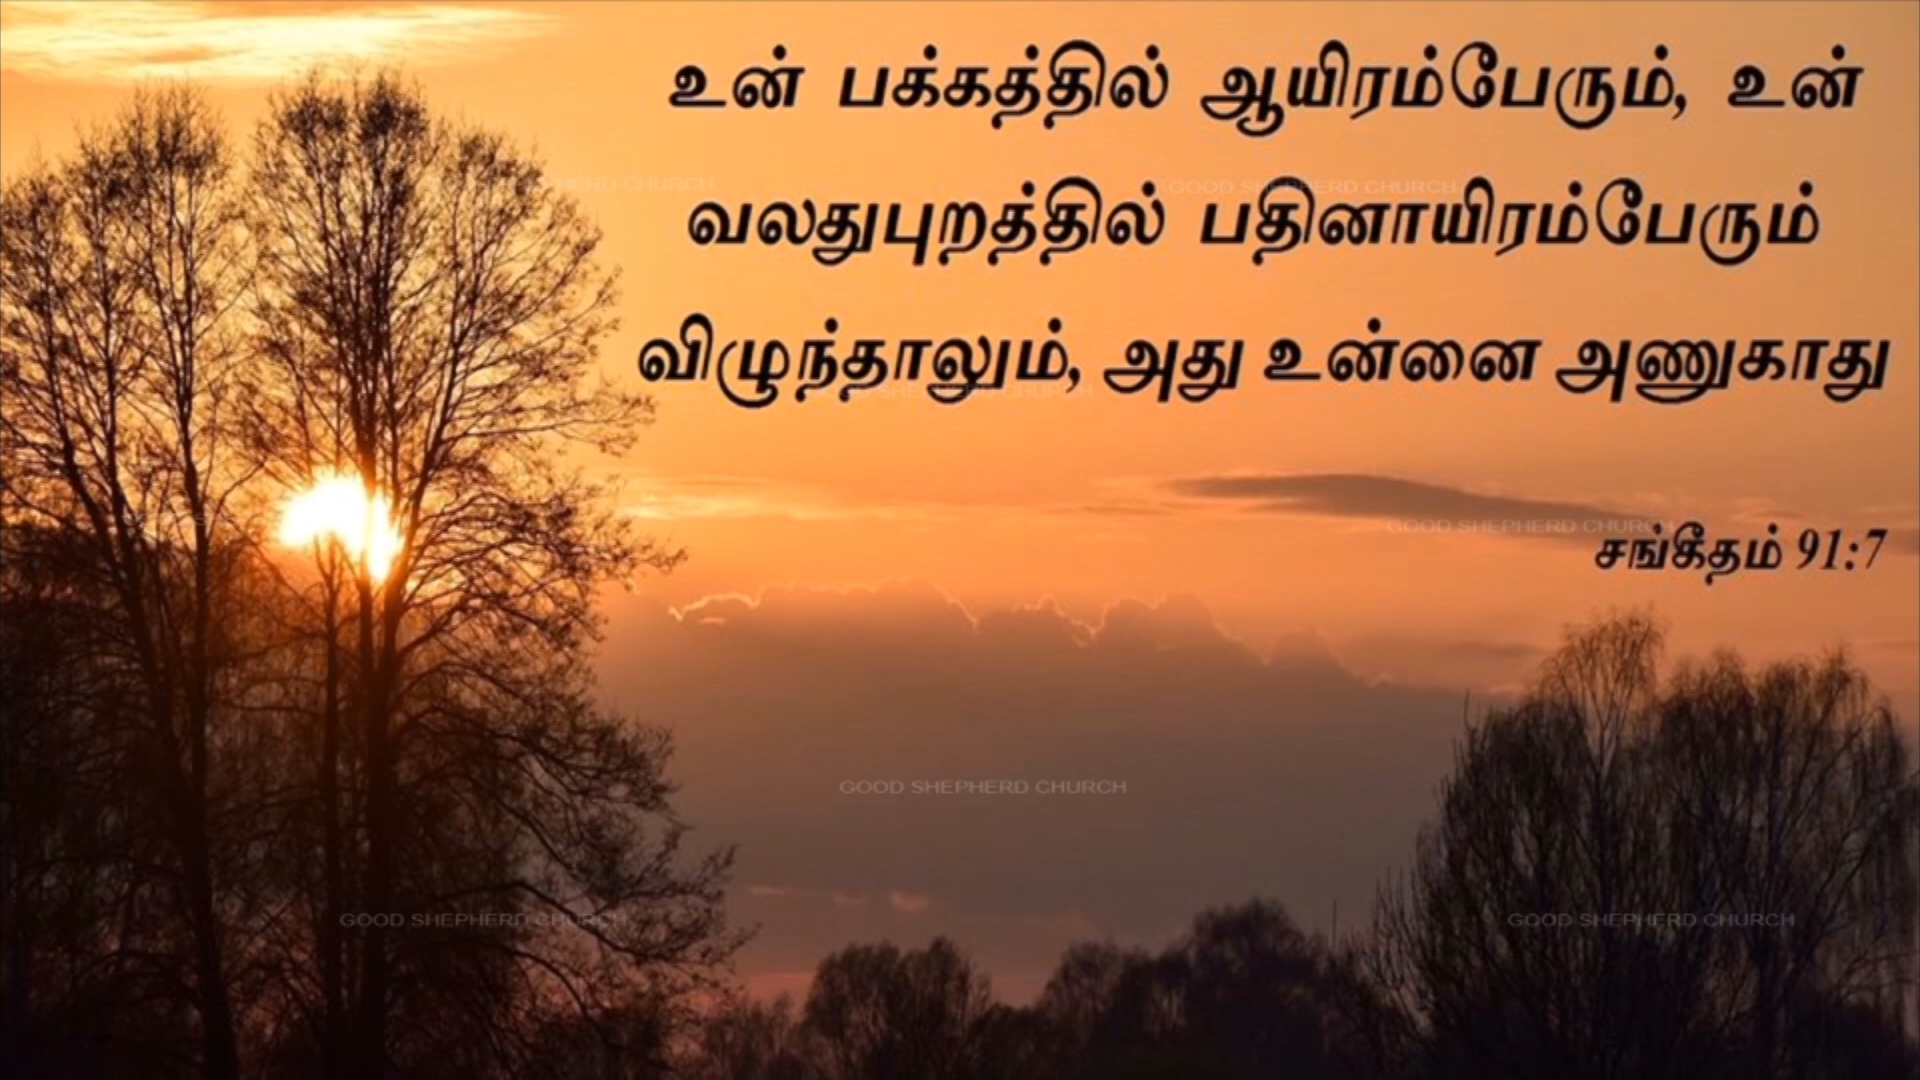 உன் பக்கத்தில் ஆயிரம்பேரும், உன்
வலதுபுறத்தில் பதினாயிரம்பேரும்
விழுந்தாலும், அது உன்னை அணுகாது
சங்கீதம் 91:7
GOOD SHEPHERD CHURCH
GOOD SHEPHERD CHURCH
GOOD SHEPHERD CHURCH
GOOD SHEPHERD CHURCH
GOOD SHEPHERD CHURCH